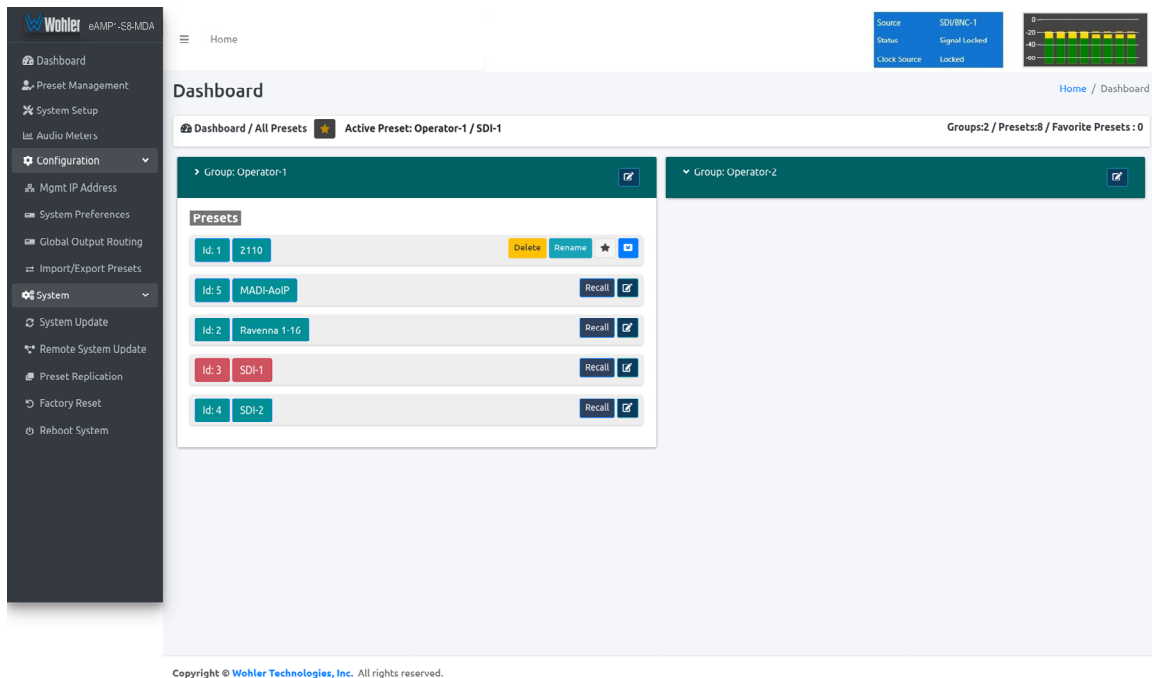 Wohler eAMP1-S8-MDA
Dashboard
Preset Management
System Setup
Audio Meters
Configuration
Mgmt IP Address
System Preferences
Global Output Routing
Import/Export Presets
System
System Update
Remote System Update
Preset Replication
Factory Reset
Reboot System
Home
Source SDI/BNC-1
Status Signal Locked
Clock Source Locked
0
-20
-40
-60
Dashboard
Home / Dashboard
Dashboard / All Presets Active Preset: Operator-1 / SDI-1
Groups:2 / Presets:8 / Favorite Presets : 0
Group: Operator-1
Presets
Id: 1 2110 Delete Rename
Id: 5 MADI-AoIP Recall
Id: 2 Ravenna 1-16 Recall
Id: 3 SDI-1 Recall
Id: 4 SDI-2 Recall
Group: Operator-2
Copyright © Wohler Technologies, Inc. All rights reserved.